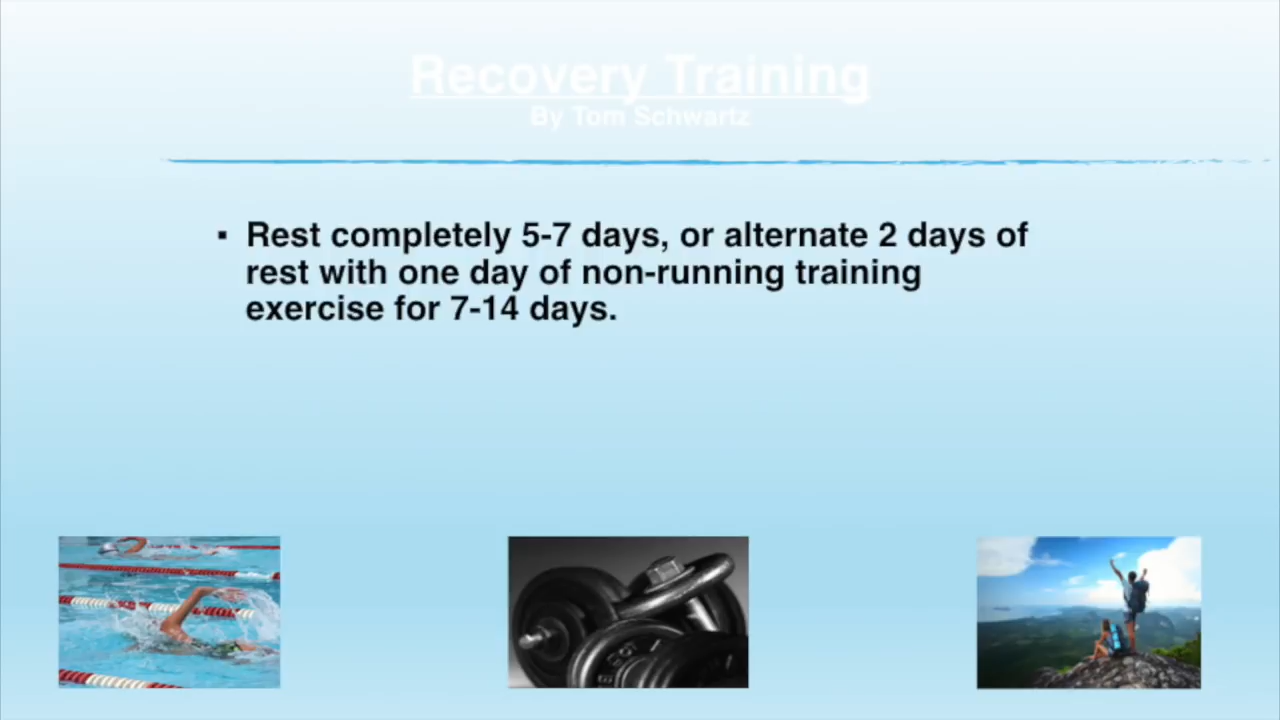 Recovery Training
By Tom Schwartz
▪ Rest completely 5-7 days, or alternate 2 days of
rest with one day of non-running training
exercise for 7-14 days.